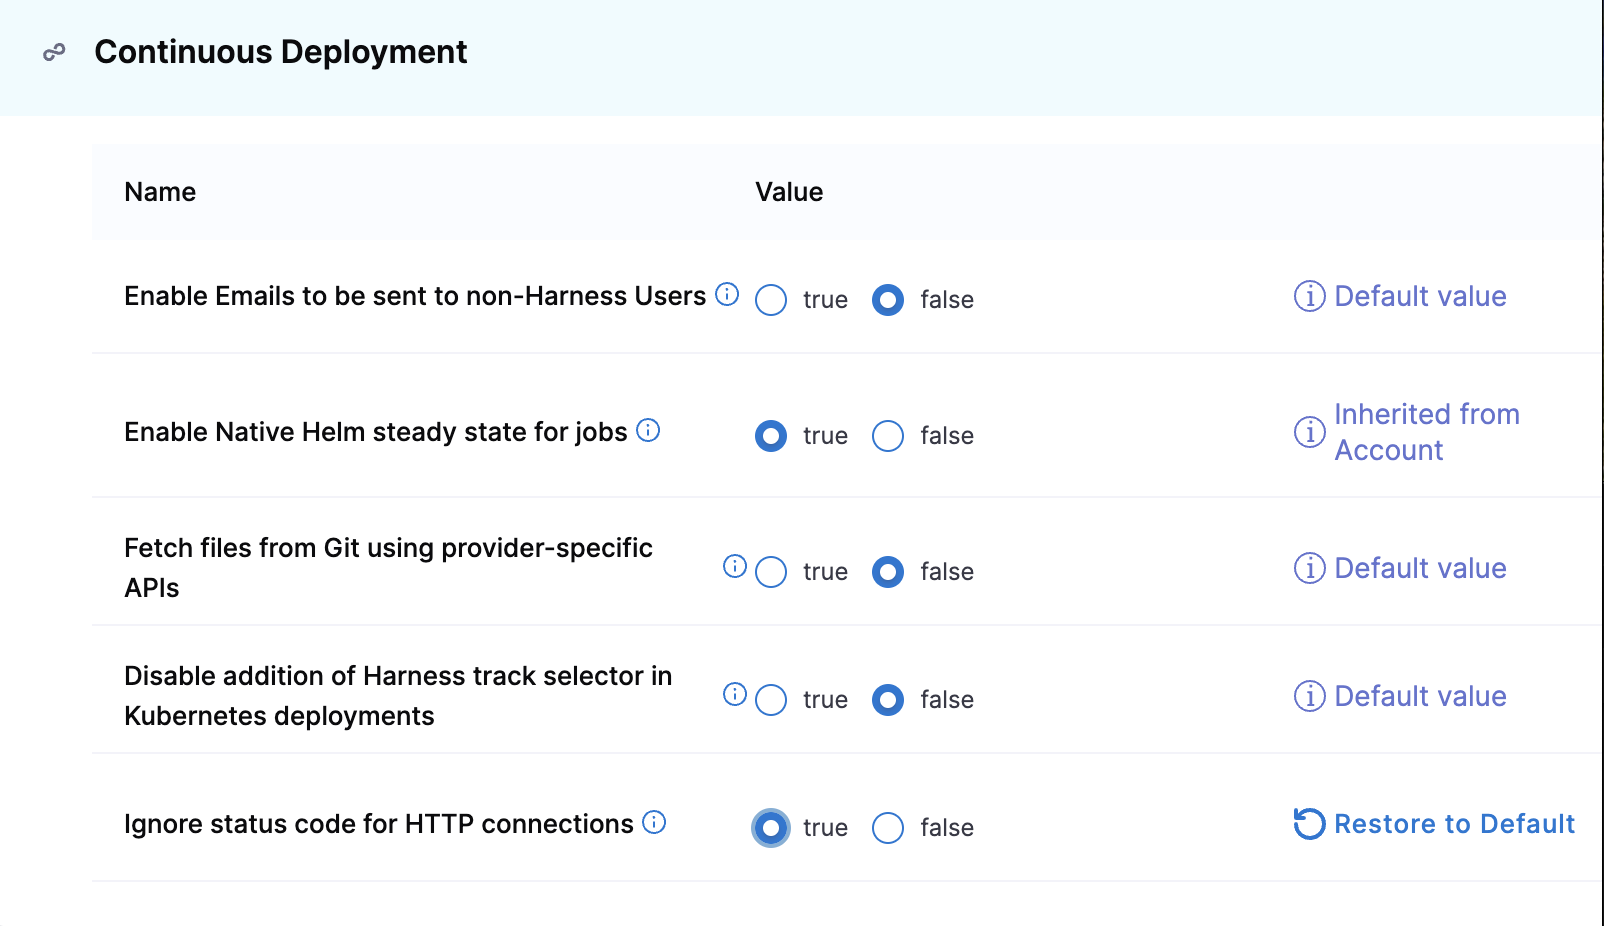 Continuous Deployment
Name Value
Enable Emails to be sent to non-Harness Users true false Default value
Enable Native Helm steady state for jobs true false Inherited from
Account
Fetch files from Git using provider-specific
APIs
true false Default value
Disable addition of Harness track selector in
Kubernetes deployments
true false Default value
Ignore status code for HTTP connections true false Restore to Default